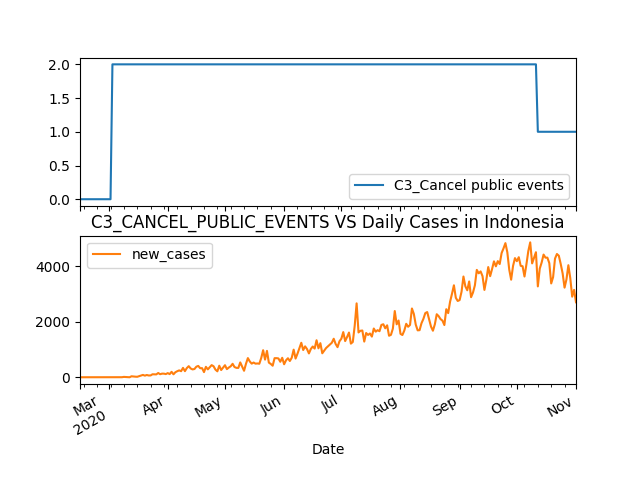 2.0
1.5
1.0
0.5
0.0
C3_Cancel public events
C3_CANCEL_PUBLIC_EVENTS VS Daily Cases in Indonesia
new_cases
4000
2000
0
Mar
2020
Apr
May
Jun
Jul
Aug
Sep
Oct
Nov
Date